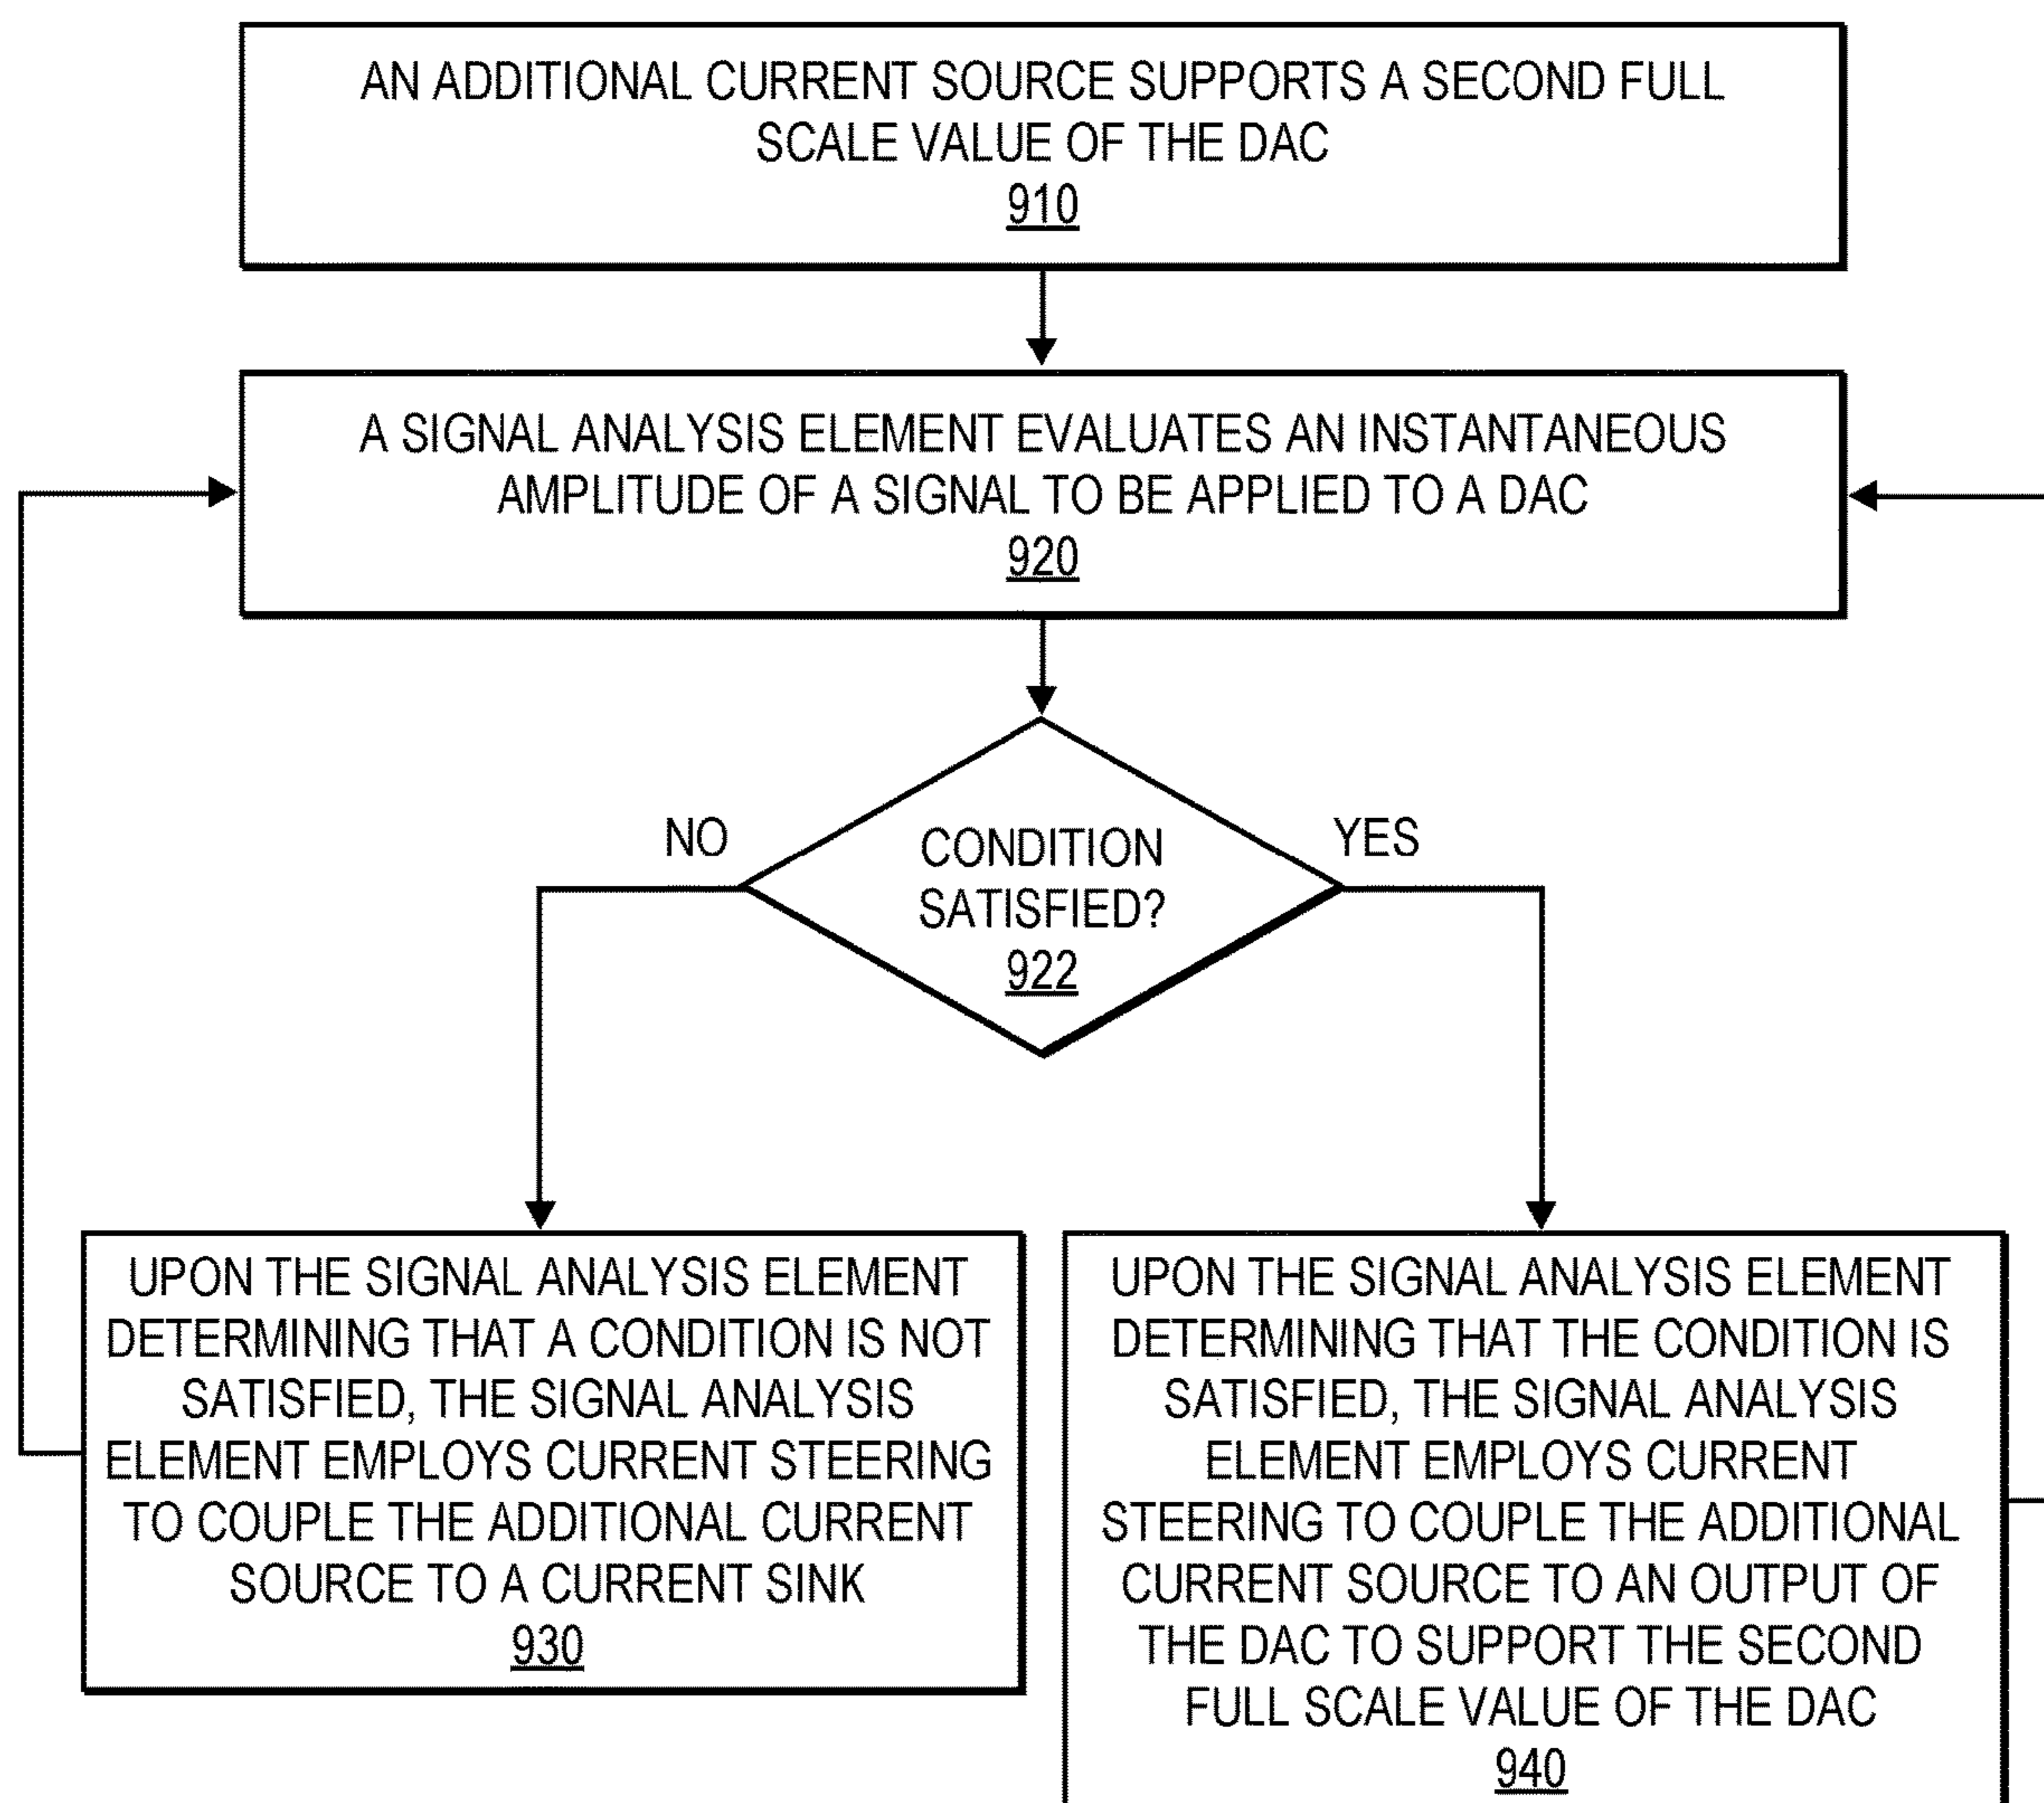 AN ADDITIONAL CURRENT SOURCE SUPPORTS A SECOND FULL
SCALE VALUE OF THE DAC
910
A SIGNAL ANALYSIS ELEMENT EVALUATES AN INSTANTANEOUS
AMPLITUDE OF A SIGNAL TO BE APPLIED TO A DAC
920
NO
CONDITION
SATISFIED?
922
YES
UPON THE SIGNAL ANALYSIS ELEMENT
DETERMINING THAT A CONDITION IS NOT
SATISFIED, THE SIGNAL ANALYSIS
ELEMENT EMPLOYS CURRENT STEERING
TO COUPLE THE ADDITIONAL CURRENT
SOURCE TO A CURRENT SINK
930
UPON THE SIGNAL ANALYSIS ELEMENT
DETERMINING THAT THE CONDITION IS
SATISFIED, THE SIGNAL ANALYSIS
ELEMENT EMPLOYS CURRENT
STEERING TO COUPLE THE ADDITIONAL
CURRENT SOURCE TO AN OUTPUT OF
THE DAC TO SUPPORT THE SECOND
FULL SCALE VALUE OF THE DAC
940